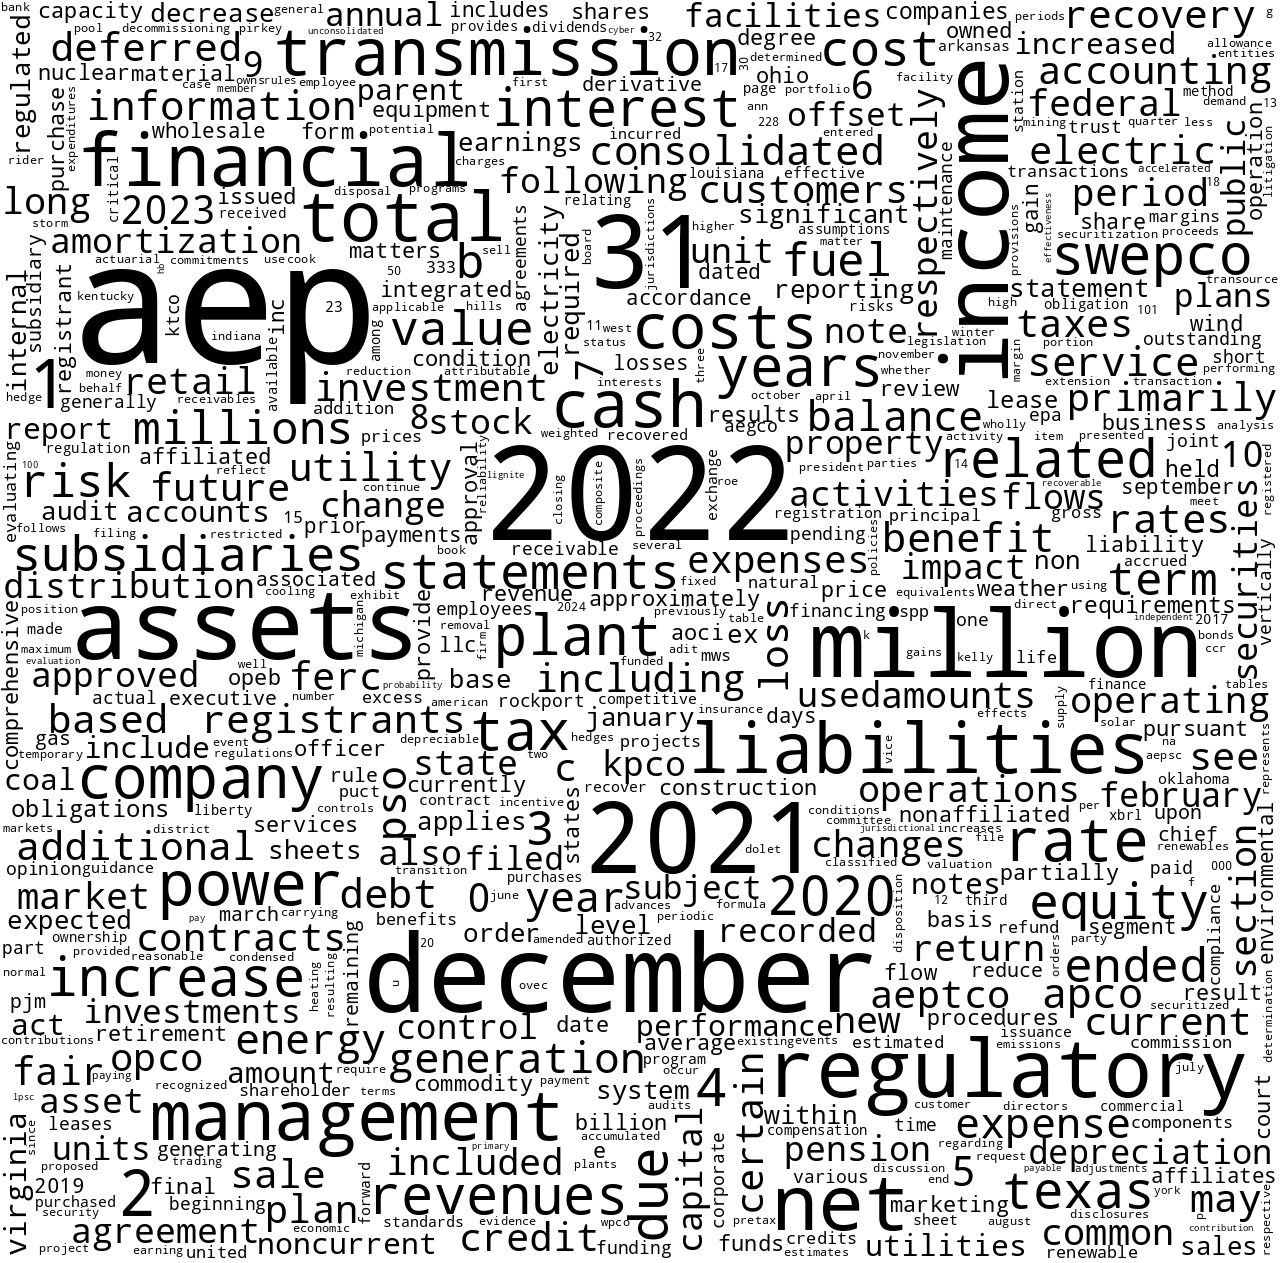 bank capacity decrease general annual includes shares facilities companies periods recovery g
pool decommissioning pirkey unconsolidated provides dividends cyber 32 degree owned arkansas increased allowance entities
regulated deferred 9 transmission 17 30 determined cost
nuclear material case member owns rules employee parent first derivative ohio portfolio 6 facility station accounting method
purchase expenditures information equipment interest page ann 228 offset respectively income federal demand 13
rider wholesale form potential earnings incurred entered maintenance mining trust quarter less public operation litigation
critical financial charges consolidated electric
long 2023 issued received disposal programs following relating louisiana effective customers transactions accelerated 18
storm total agreements electricity required board jurisdictions higher assumptions significant gain provisions effectiveness period share margins
amortization matters b sell 31 unit matter fuel securitization proceeds swepco
subsidiary actuarial commitments use cook hb 50 333 integrated dated reporting high statement transource
internal registrant kentucky aep 23 applicable hills accordance risks obligation 101 plans
ktco indiana available inc among value 11 west status costs note winter legislation portion taxes wind outstanding
1 condition 7 losses three years november margin service short performing
hedge money behalf retail receivables reduction attributable investment interests october april whether review extension transaction
generally addition 8 stock cash results aegco balance lease epa primarily
report regulation millions prices weighted recovered property wholly business analysis
evaluating 100 affiliated reflect utility approval reliability lignite 2022 exchange roe president parties activity item presented joint
risk future continue change closing composite proceedings activities 14 related held 10 registered
audit accounts 15 prior payments registration principal flows recoverable september meet
follows filing restricted book receivable several pending policies gross rates securities
subsidiaries statements expenses benefit liability
distribution associated cooling exhibit revenue fixed natural price impact non accrued term vertically
comprehensive position made assets michigan provide employees 2024 approximately previously table financing equivalents spp weather using direct requirements
maximum removal llc firm plant aoci ex loss million k one independent 2017 bonds ccr
evaluation approved well opeb ferc probability base funded adit mws gains kelly life
actual executive number excess american rockport including competitive used amounts finance tables operating
based registrants depreciable tax january insurance days effects supply solar pursuant
gas temporary include event regulations officer hedges projects liabilities vice na aepsc see represents
coal company rule puct pso state currently two c kpco recover construction operations oklahoma
obligations liberty controls contract incentive states 2021 conditions nonaffiliated per xbrl upon february
markets district services applies 3 committee jurisdictional increases file chief renewables
additional sheets also filed dolet changes rate section environmental
opinion guidance transition purchases classified valuation partially paid 000
market power debt 0 june year advances subject formula 2020 disposition notes 12 third f equity
expected pay march carrying benefits level periodic basis refund segment compliance
part ownership provided reasonable condensed contracts remaining 20 order amended authorized recorded return orders party
normal increase heating resulting u december ovec flow reduce ended
pjm investments aeptco apco result securitized determination
act retirement control date performance new procedures issuance current
contributions energy average existing events estimated emissions commission
fair paying opco amount require generation program occur july
lpsc recognized shareholder terms commodity payment system 4 regulatory
asset management audits customer directors commercial court
since leases billion capital certain within time expense components
virginia units generating primary accumulated compensation regarding
proposed trading included e plants due corporate pension discussion request depreciation
2019 sale various end 5 payable adjustments affiliates
purchased security 2 final beginning plan forward revenues net marketing texas york p may contribution respective
economic standards evidence wpco pretax sheet august disclosures
agreement noncurrent credit funds credits utilities common
project earning united funding estimates renewable sales